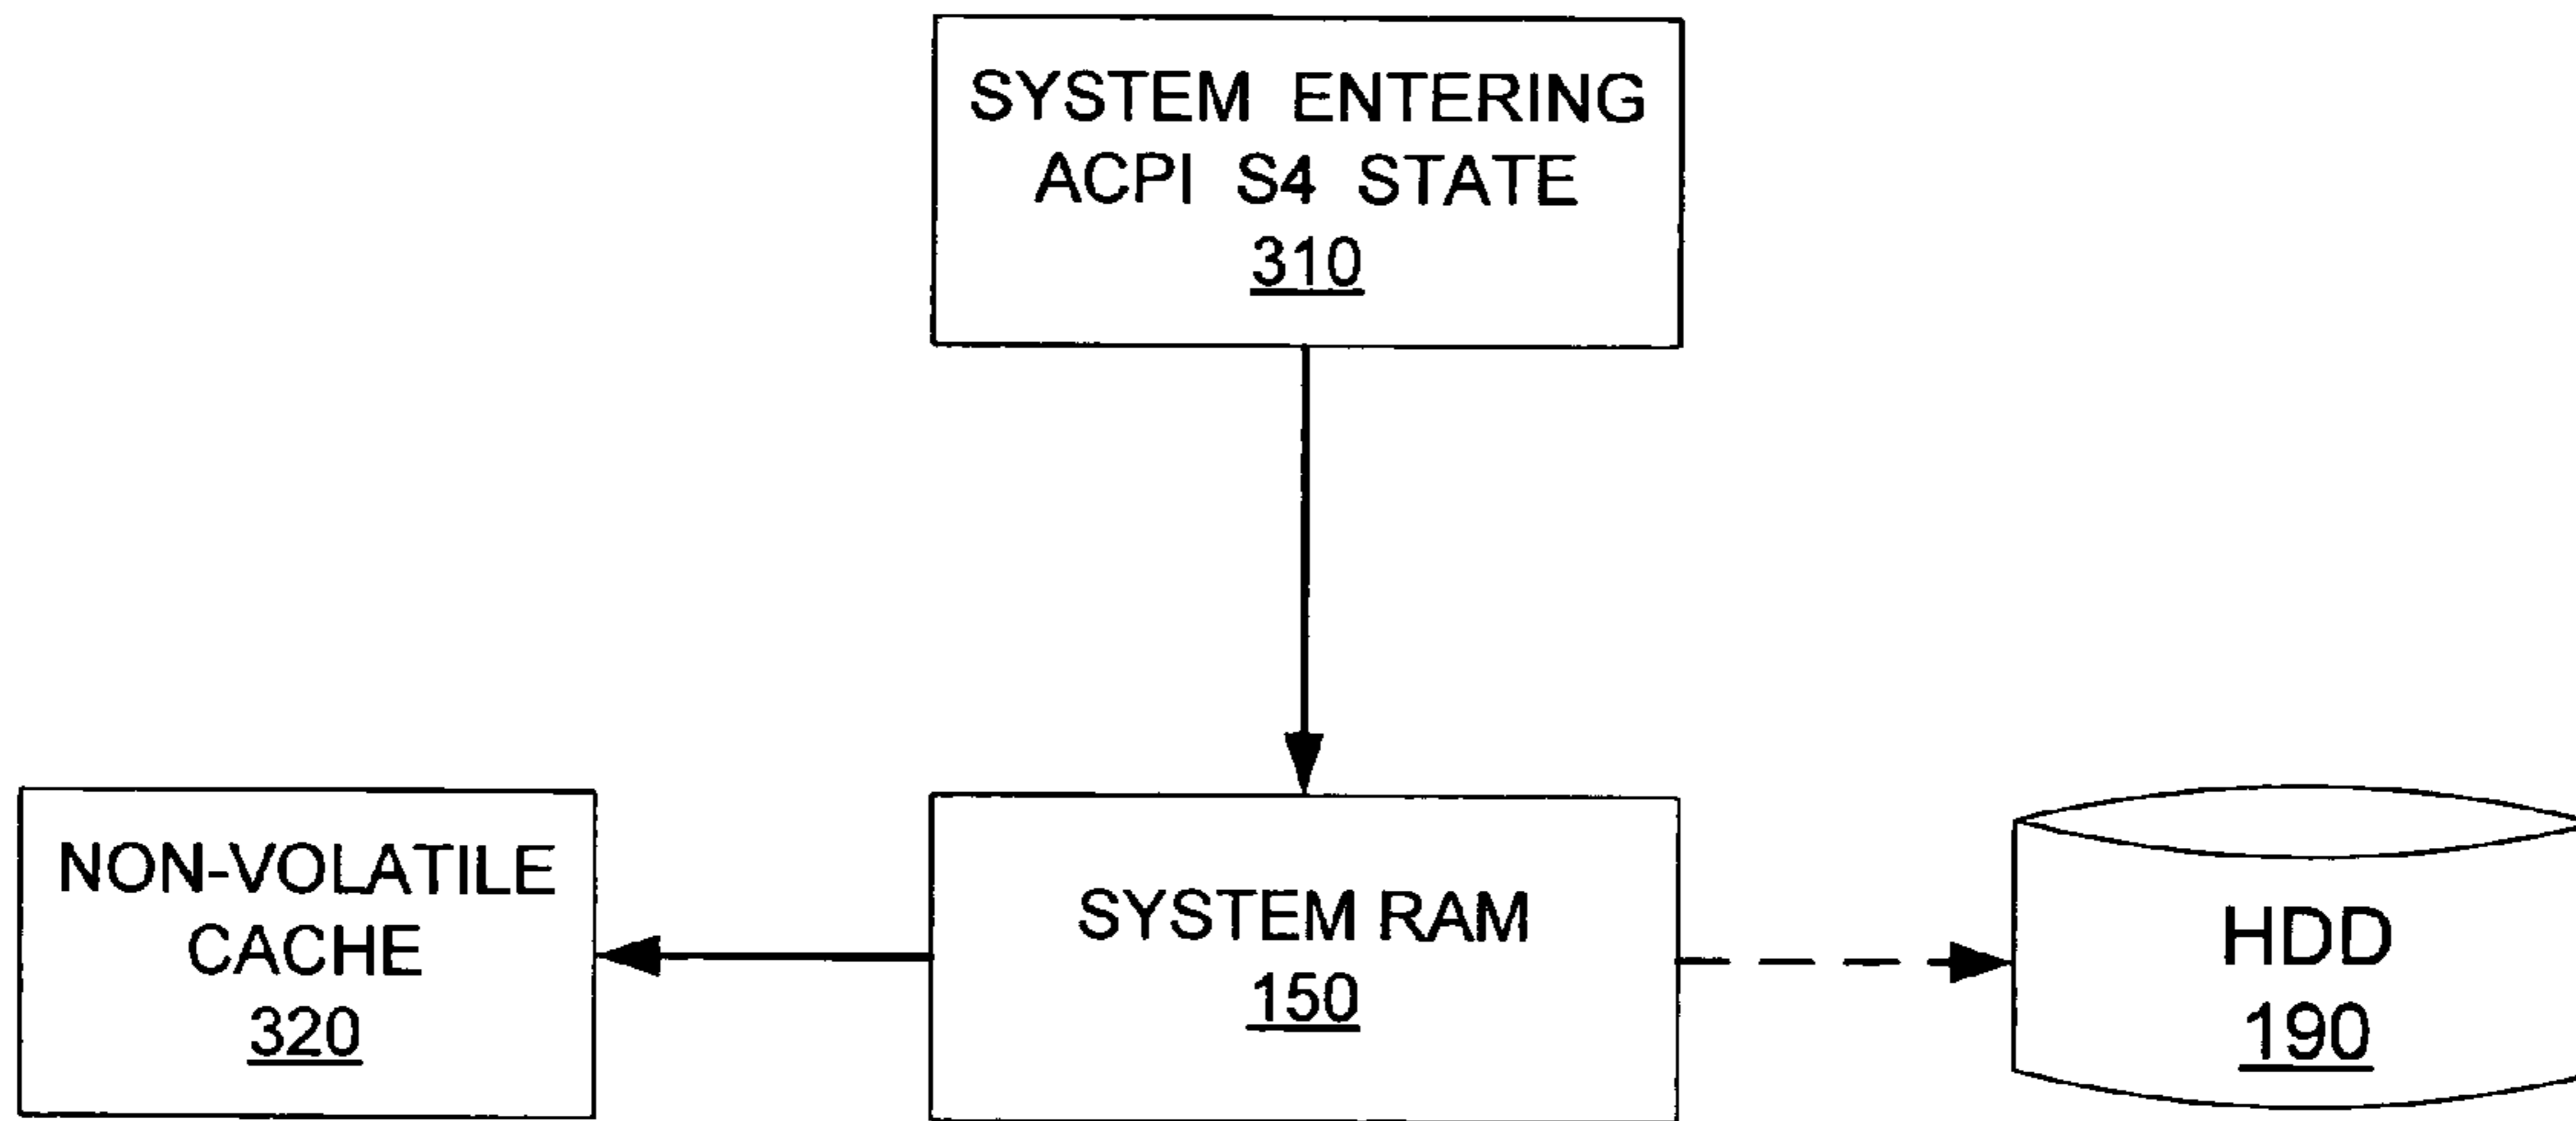 SYSTEM ENTERING
ACPI S4 STATE
310
NON-VOLATILE
CACHE
320
SYSTEM RAM
150
HDD
190